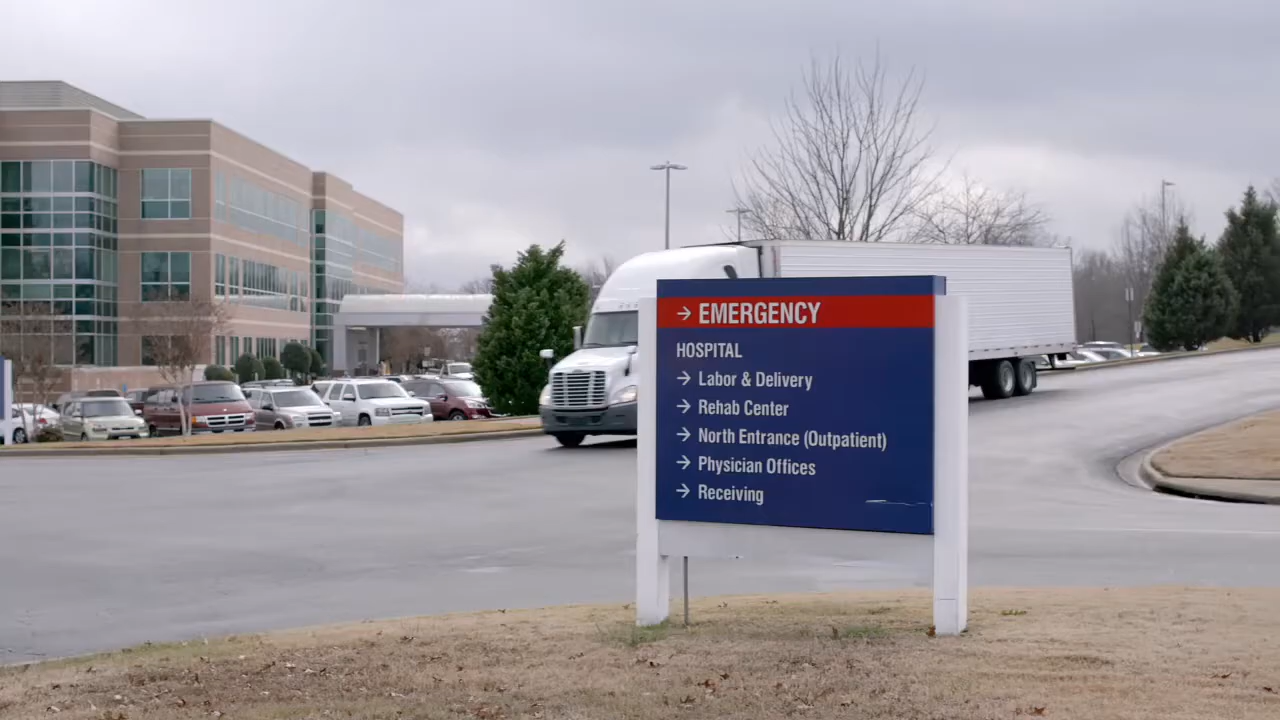 → EMERGENCY
HOSPITAL
→ Labor & Delivery
→ Rehab Center
→ North Entrance (Outpatient)
→ Physician Offices
→ Receiving